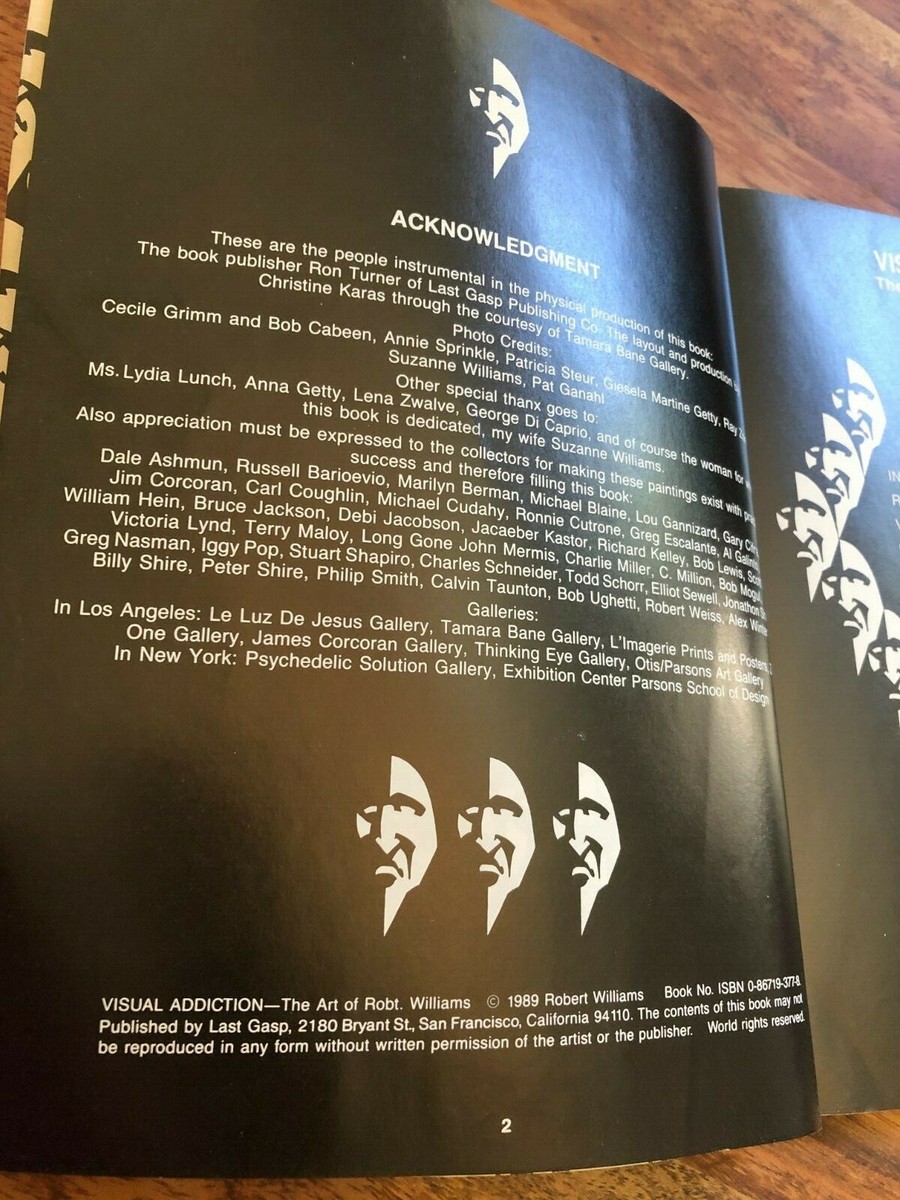 ACKNOWLEDGMENT
These are the people instrumental in the physical production of this book:
The book publisher Ron Turner of Last Gasp Publishing Co. The layout and production
Christine Karas through the courtesy of Tamara Bane Gallery.
Photo Credits:
Cecile Grimm and Bob Cabeen, Annie Sprinkle, Patricia Steur, Giesela Martine Getty, Ray
Suzanne Williams, Pat Ganahl
Other special thanx goes to:
Ms. Lydia Lunch, Anna Getty, Lena Zwalve, George Di Caprio, and of course the woman for
this book is dedicated, my wife Suzanne Williams.
Also appreciation must be expressed to the collectors for making these paintings exist with
success and therefore filling this book:
Dale Ashmun, Russell Barioevio, Marilyn Berman, Michael Blaine, Lou Gannizard, Gary
Jim Corcoran, Carl Coughlin, Michael Cudahy, Ronnie Cutrone, Greg Escalante, Al
William Hein, Bruce Jackson, Debi Jacobson, Jacaeber Kastor, Richard Kelley, Bob Lewis,
Victoria Lynd, Terry Maloy, Long Gone John Mermis, Charlie Miller, C. Million, Bob
Greg Nasman, Iggy Pop, Stuart Shapiro, Charles Schneider, Todd Schorr, Elliot Sewell, Jonathon
Billy Shire, Peter Shire, Philip Smith, Calvin Taunton, Bob Ughetti, Robert Weiss, Alex
Galleries:
In Los Angeles: Le Luz De Jesus Gallery, Tamara Bane Gallery, L'Imagerie Prints and Posters,
One Gallery, James Corcoran Gallery, Thinking Eye Gallery, Otis/Parsons Art Gallery
In New York: Psychedelic Solution Gallery, Exhibition Center Parsons School of Design
VISUAL ADDICTION—The Art of Robt. Williams © 1989 Robert Williams Book No. ISBN 0-86719-377-8.
Published by Last Gasp, 2180 Bryant St., San Francisco, California 94110. The contents of this book may not
be reproduced in any form without written permission of the artist or the publisher. World rights reserved.
2